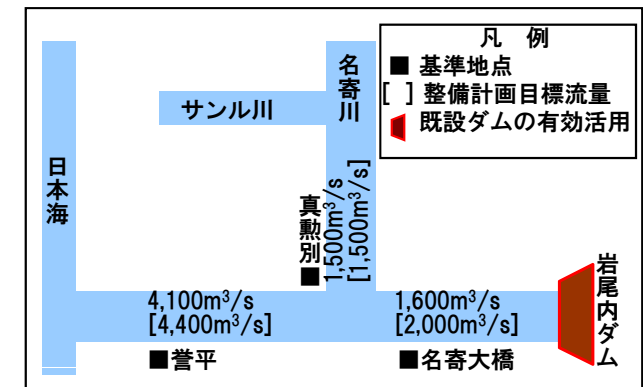 凡 例
■ 基準地点
[ ] 整備計画目標流量
既設ダムの有効活用
名寄川
サンル川
日本海
真勲別■
1,500m³/s
[1,500m³/s]
岩尾内ダム
4,100m³/s
[4,400m³/s]
1,600m³/s
[2,000m³/s]
■誉平
■名寄大橋